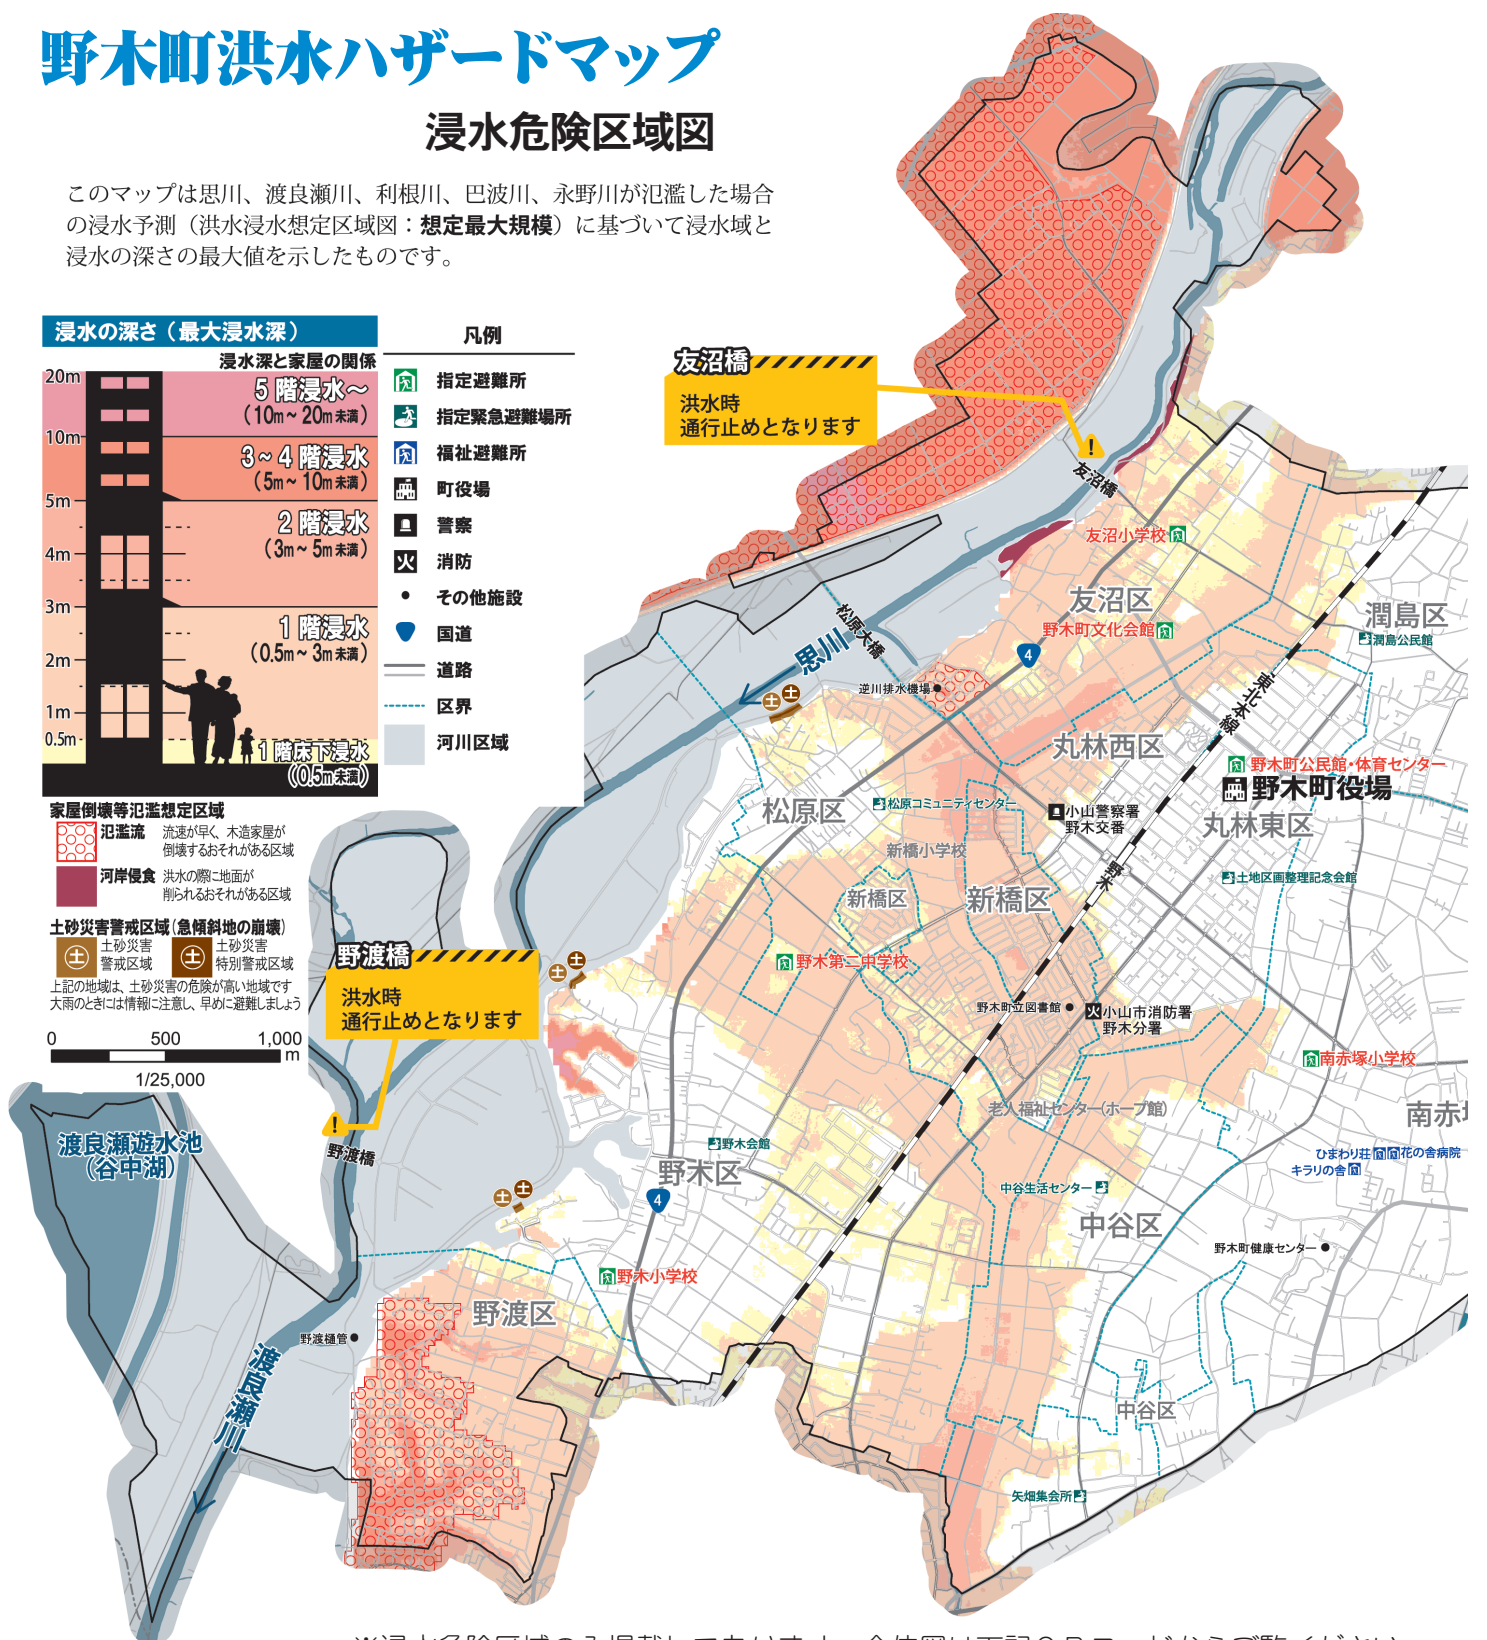 野木町洪水ハザードマップ
浸水危険区域図
このマップは思川、渡良瀬川、利根川、巴波川、永野川が氾濫した場合
の浸水予測（洪水浸水想定区域図：想定最大規模）に基づいて浸水域と
浸水の深さの最大値を示したものです。
浸水の深さ（最大浸水深）
浸水深と家屋の関係
20m
5階浸水～
（10m～20m未満）
10m
3～4階浸水
（5m～10m未満）
5m
2階浸水
（3m～5m未満）
4m
3m
1階浸水
（0.5m～3m未満）
2m
1m
0.5m
1階床下浸水
（0.5m未満）
凡例
指定避難所
指定緊急避難場所
福祉避難所
町役場
警察
火 消防
その他施設
国道
道路
区界
河川区域
家屋倒壊等氾濫想定区域
氾濫流
流速が早く、木造家屋が
倒壊するおそれがある区域
河岸侵食
洪水の際に地面が
削られるおそれがある区域
土砂災害警戒区域（急傾斜地の崩壊）
土 土砂災害
警戒区域
土 土砂災害
特別警戒区域
上記の地域は、土砂災害の危険が高い地域です
大雨のときには情報に注意し、早めに避難しましょう
0 500 1,000
m
1/25,000
友沼橋
洪水時
通行止めとなります
!
友沼橋
友沼小学校
友沼区
野木町文化会館
潤島区
潤島公民館
松原大橋
思川
4
土 土
逆川排水機場
東北本線
丸林西区
野木町公民館・体育センター
野木町役場
松原区
松原コミュニティセンター
小山警察署
野木交番
丸林東区
新橋小学校
野木
土地区画整理記念会館
新橋区
新橋区
野渡橋
洪水時
通行止めとなります
土 土
野木第二中学校
野木町立図書館
火 小山市消防署
野木分署
南赤塚小学校
老人福祉センター（ホープ館）
南赤
!
野渡橋
渡良瀬遊水池
（谷中湖）
野木会館
野木区
ひまわり荘
花の舎病院
キラリの舎
土 土
4
中谷生活センター
中谷区
野木町健康センター
野木小学校
野渡区
野渡樋管
渡良瀬川
中谷区
矢畑集会所